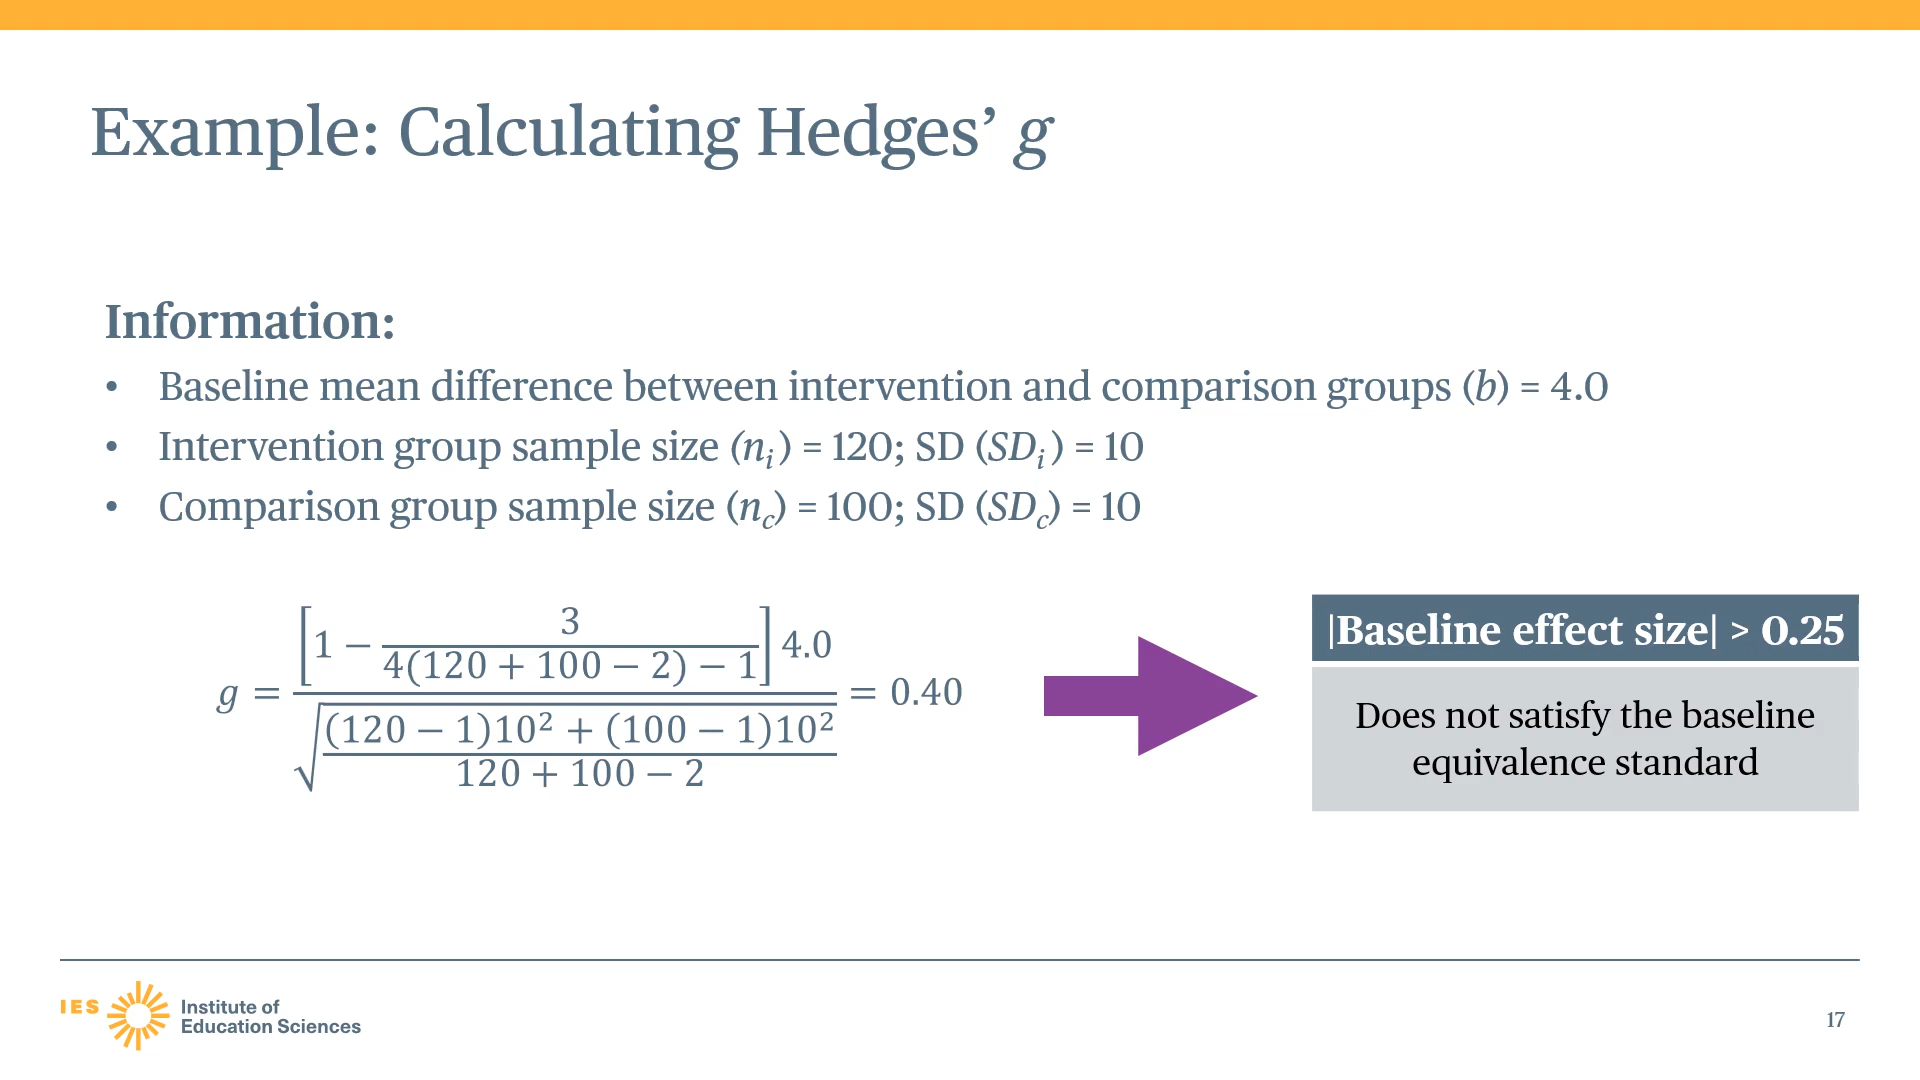 Example: Calculating Hedges’ g
Information:
• Baseline mean difference between intervention and comparison groups (b) = 4.0
• Intervention group sample size (nᵢ) = 120; SD (SDᵢ) = 10
• Comparison group sample size (n_c) = 100; SD (SD_c) = 10
g = [1 − 3 / (4(120 + 100 − 2) − 1)] 4.0 / √(((120 − 1)10² + (100 − 1)10²) / (120 + 100 − 2)) = 0.40
|Baseline effect size| > 0.25
Does not satisfy the baseline
equivalence standard
IES
Institute of
Education Sciences
17